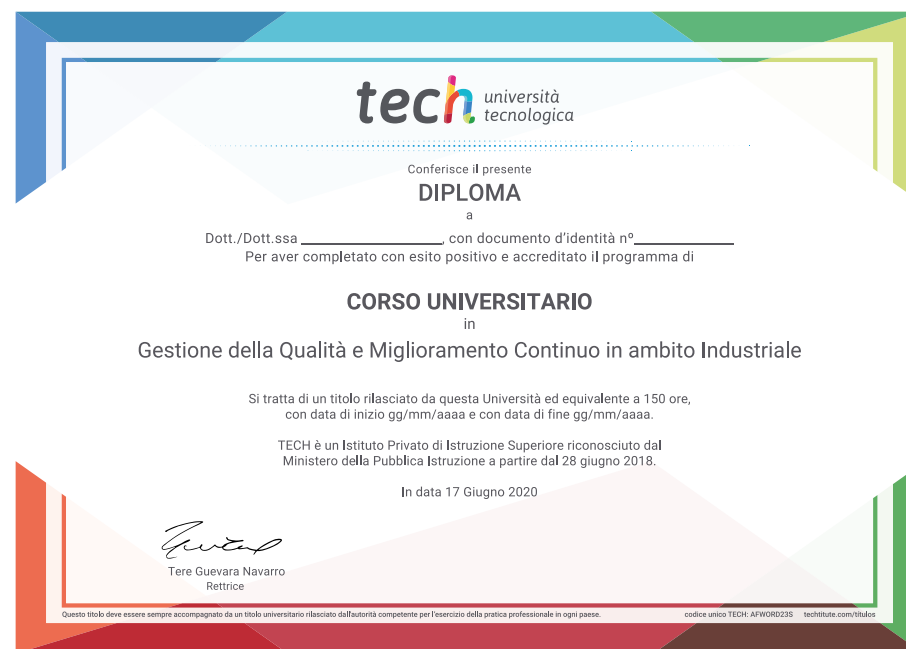 tech università
tecnologica
Conferisce il presente
DIPLOMA
a
Dott./Dott.ssa ____________________, con documento d'identità nº______________
Per aver completato con esito positivo e accreditato il programma di
CORSO UNIVERSITARIO
in
Gestione della Qualità e Miglioramento Continuo in ambito Industriale
Si tratta di un titolo rilasciato da questa Università ed equivalente a 150 ore,
con data di inizio gg/mm/aaaa e con data di fine gg/mm/aaaa.
TECH è un Istituto Privato di Istruzione Superiore riconosciuto dal
Ministero della Pubblica Istruzione a partire dal 28 giugno 2018.
In data 17 Giugno 2020
Tere Guevara Navarro
Rettrice
Questo titolo deve essere sempre accompagnato da un titolo universitario rilasciato dall'autorità competente per l'esercizio della pratica professionale in ogni paese. codice unico TECH: AFWORD23S techtitute.com/titulos